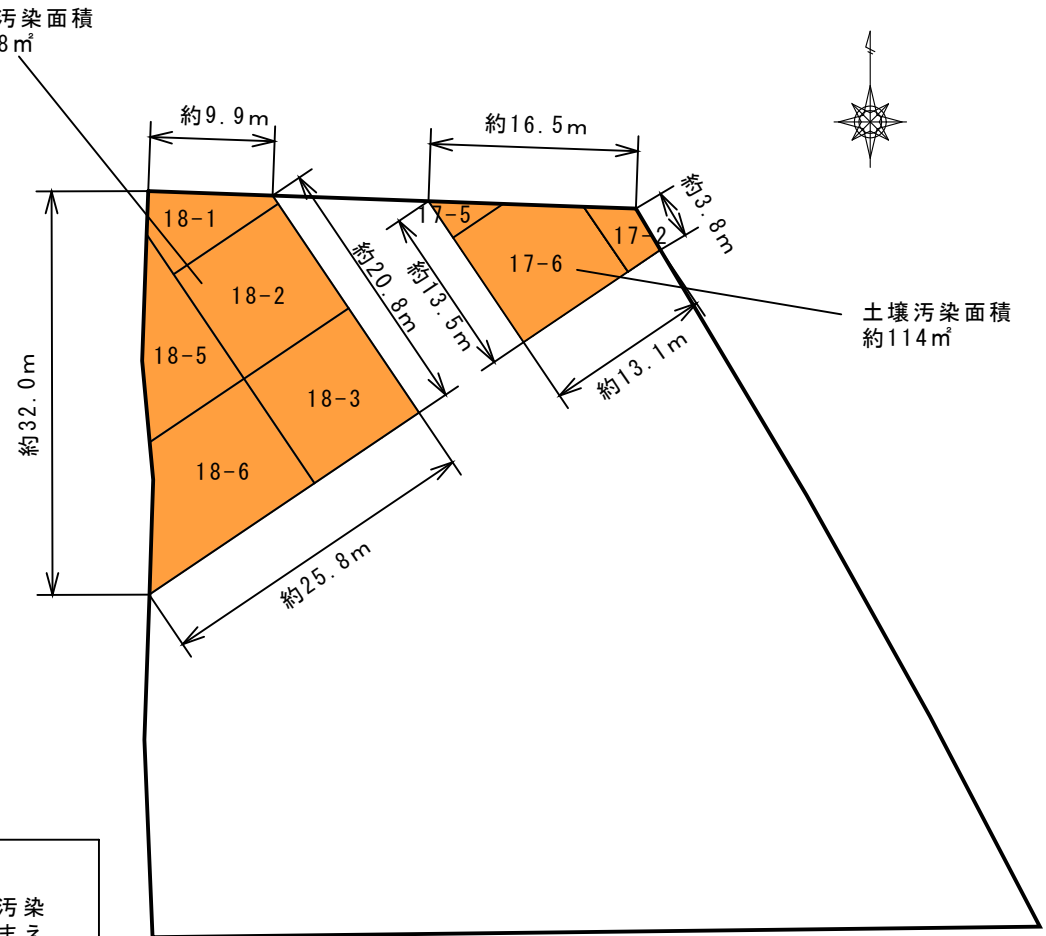 汚染面積
8㎡
約9.9m
約16.5m
約3.8m
18-1
17-5
17-2
約20.8m
約13.5m
17-6
18-2
土壌汚染面積
約114㎡
18-5
約13.1m
約32.0m
18-3
18-6
約25.8m
汚染
まえ